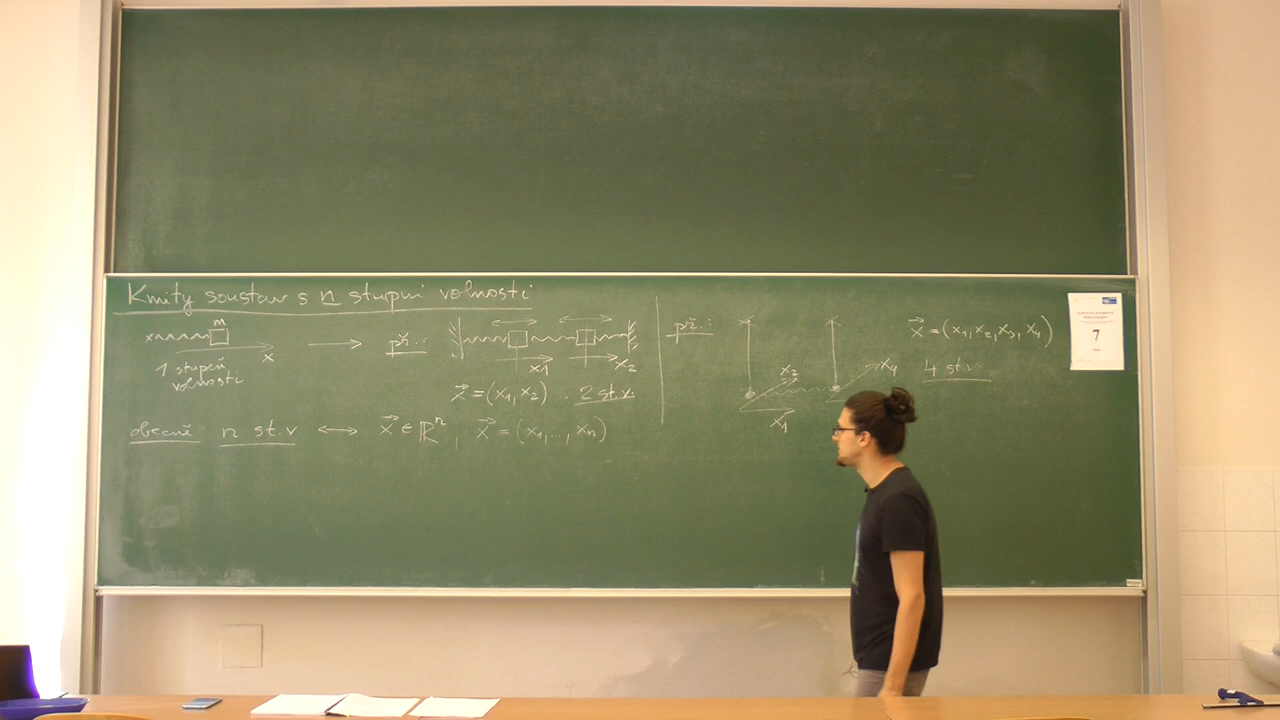 Kmity soustav s n stupni volnosti
m
x
1 stupeň
volnosti
př.:
x1
x2
x⃗ = (x1, x2) ... 2 st.v.
obecně: n st.v ↔ x⃗ ∈ ℝⁿ, x⃗ = (x1, ..., xn)
př.:
x2
x4
x1
x⃗ = (x1, x2, x3, x4)
4 st.v.
7